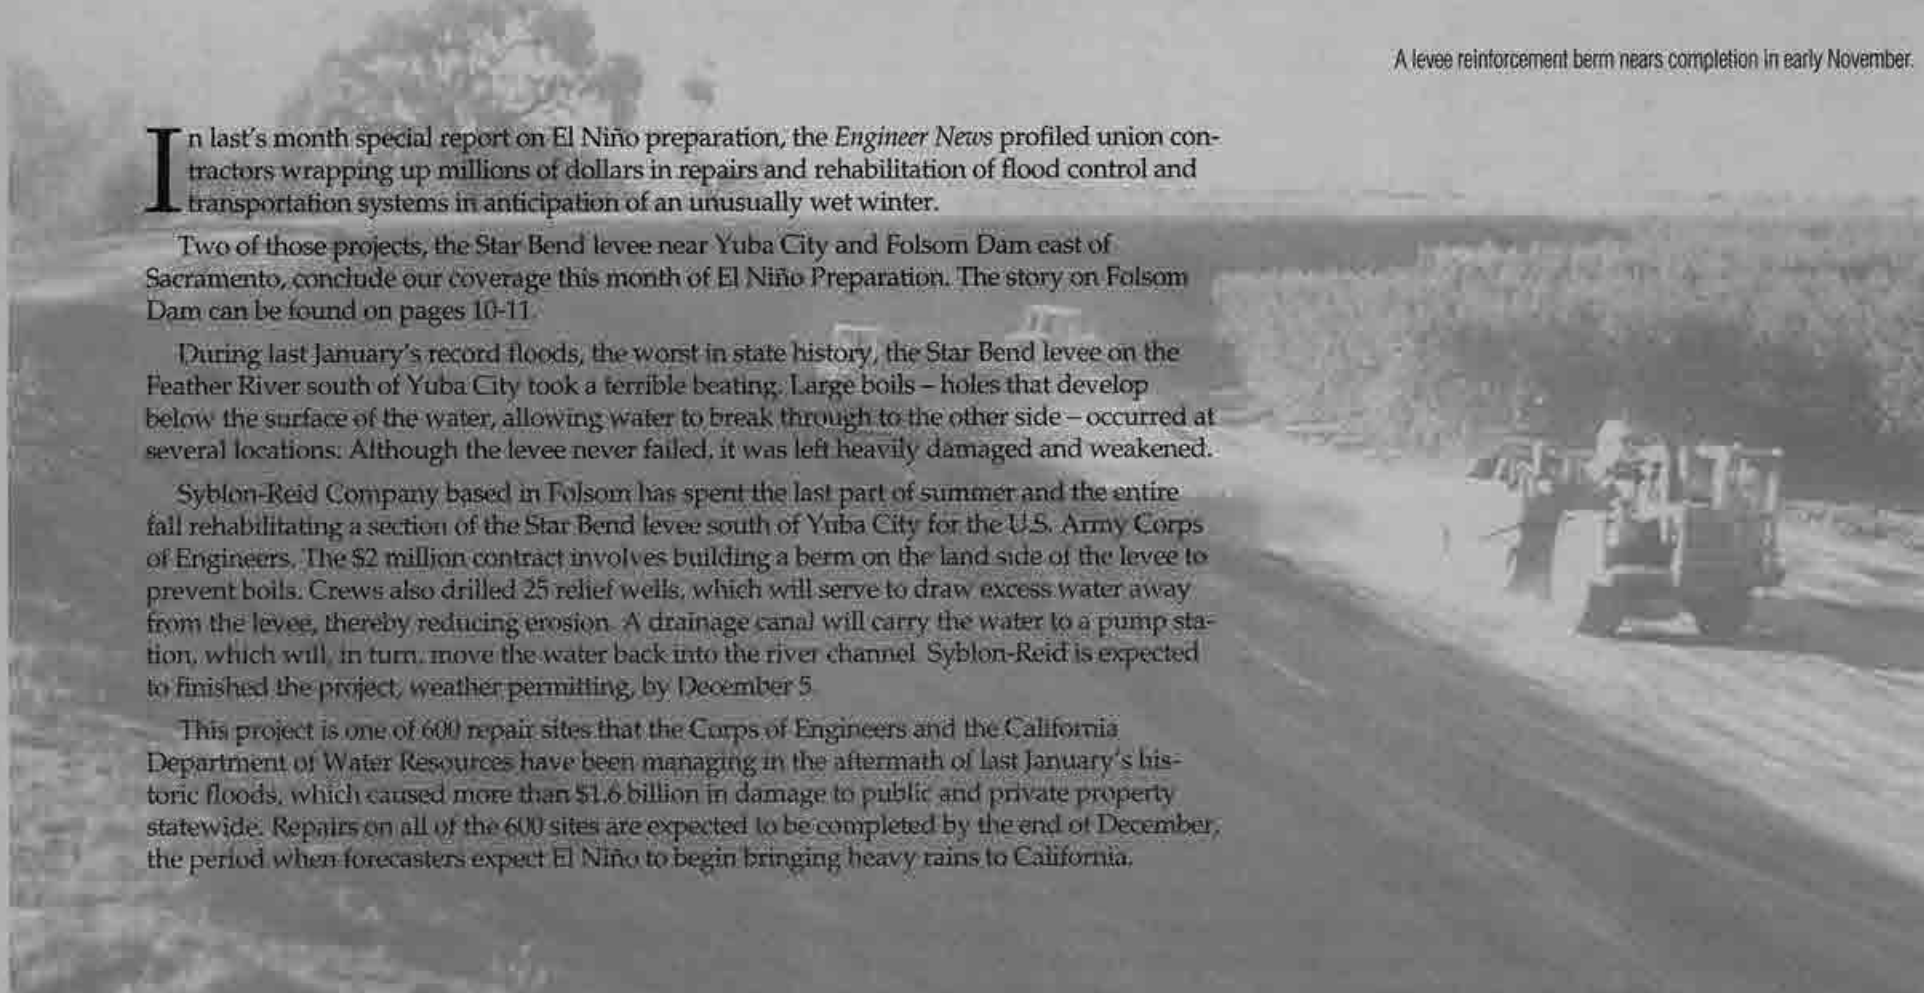 A levee reinforcement berm nears completion in early November.
In last's month special report on El Niño preparation, the Engineer News profiled union con-
tractors wrapping up millions of dollars in repairs and rehabilitation of flood control and
transportation systems in anticipation of an unusually wet winter.
Two of those projects, the Star Bend levee near Yuba City and Folsom Dam east of
Sacramento, conclude our coverage this month of El Niño Preparation. The story on Folsom
Dam can be found on pages 10-11.
During last January's record floods, the worst in state history, the Star Bend levee on the
Feather River south of Yuba City took a terrible beating. Large boils – holes that develop
below the surface of the water, allowing water to break through to the other side – occurred at
several locations. Although the levee never failed, it was left heavily damaged and weakened.
Syblon-Reid Company based in Folsom has spent the last part of summer and the entire
fall rehabilitating a section of the Star Bend levee south of Yuba City for the U.S. Army Corps
of Engineers. The $2 million contract involves building a berm on the land side of the levee to
prevent boils. Crews also drilled 25 relief wells, which will serve to draw excess water away
from the levee, thereby reducing erosion. A drainage canal will carry the water to a pump sta-
tion, which will, in turn, move the water back into the river channel. Syblon-Reid is expected
to finished the project, weather permitting, by December 5.
This project is one of 600 repair sites that the Corps of Engineers and the California
Department of Water Resources have been managing in the aftermath of last January's his-
toric floods, which caused more than $1.6 billion in damage to public and private property
statewide. Repairs on all of the 600 sites are expected to be completed by the end of December,
the period when forecasters expect El Niño to begin bringing heavy rains to California.